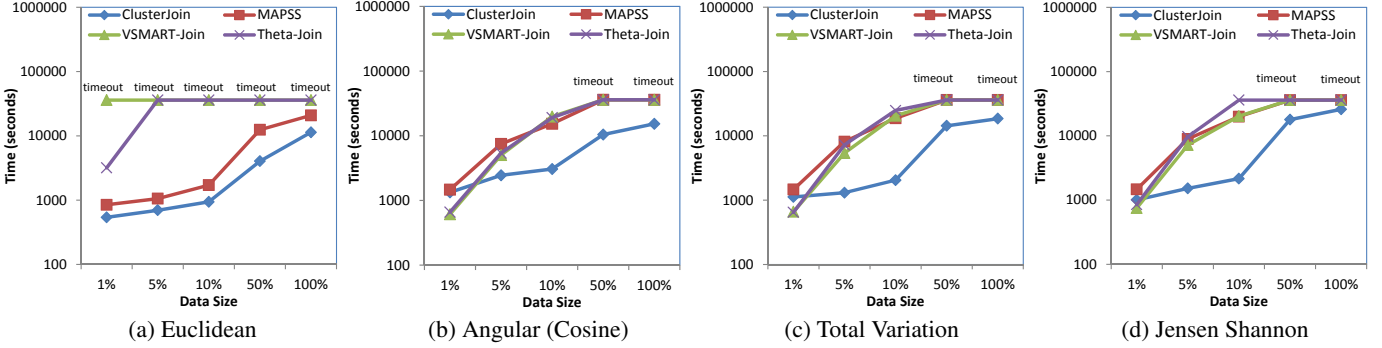 1000000
100000
10000
1000
100
Time (seconds)
ClusterJoin
MAPSS
VSMART-Join
Theta-Join
timeout timeout timeout timeout timeout
1% 5% 10% 50% 100%
Data Size
(a) Euclidean
1000000
100000
10000
1000
100
Time (seconds)
ClusterJoin
MAPSS
VSMART-Join
Theta-Join
timeout timeout
1% 5% 10% 50% 100%
Data Size
(b) Angular (Cosine)
1000000
100000
10000
1000
100
Time (seconds)
ClusterJoin
MAPSS
VSMART-Join
Theta-Join
timeout timeout
1% 5% 10% 50% 100%
Data Size
(c) Total Variation
1000000
100000
10000
1000
100
Time (seconds)
ClusterJoin
MAPSS
VSMART-Join
Theta-Join
timeout timeout
1% 5% 10% 50% 100%
Data Size
(d) Jensen Shannon